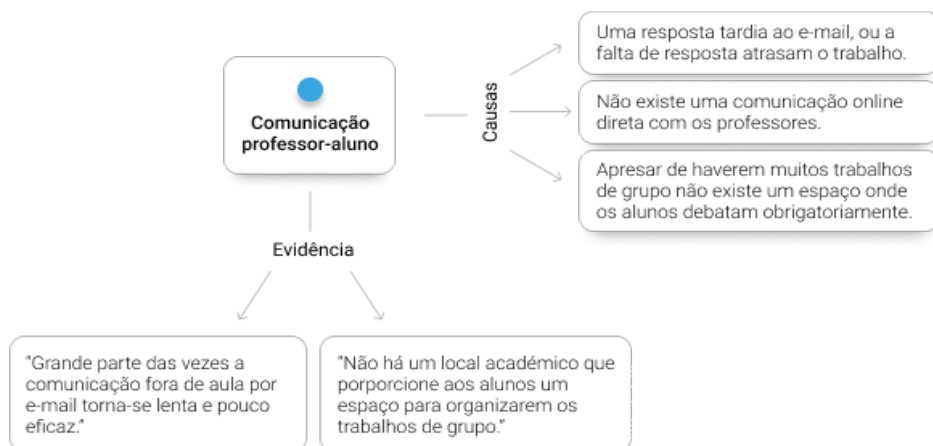 Comunicação
professor-aluno
Causas
Uma resposta tardia ao e-mail, ou a
falta de resposta atrasam o trabalho.
Não existe uma comunicação online
direta com os professores.
Apresar de haverem muitos trabalhos
de grupo não existe um espaço onde
os alunos debatam obrigatoriamente.
Evidência
"Grande parte das vezes a
comunicação fora de aula por
e-mail torna-se lenta e pouco
eficaz."
"Não há um local académico que
porporcione aos alunos um
espaço para organizarem os
trabalhos de grupo."